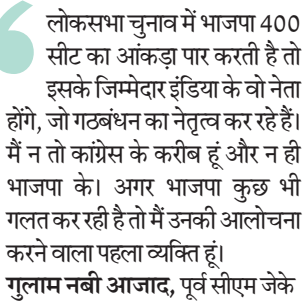 लोकसभा चुनाव में भाजपा 400
सीट का आंकड़ा पार करती है तो
इसके जिम्मेदार इंडिया के वो नेता
होंगे, जो गठबंधन का नेतृत्व कर रहे हैं।
मैं न तो कांग्रेस के करीब हूं और न ही
भाजपा के। अगर भाजपा कुछ भी
गलत कर रही है तो मैं उनकी आलोचना
करने वाला पहला व्यक्ति हूं।
गुलाम नबी आजाद, पूर्व सीएम जेके